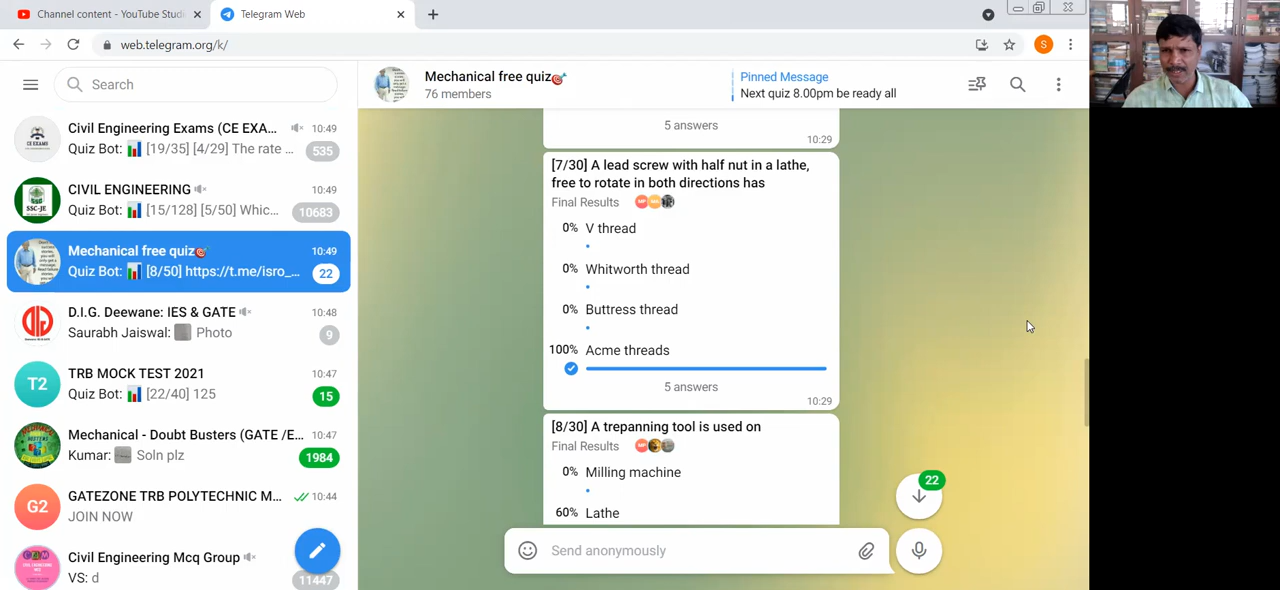 Channel content - YouTube Studi
Telegram Web
web.telegram.org/k/
S
Search
Civil Engineering Exams (CE EXA...
10:49
Quiz Bot: 📊 [19/35] [4/29] The rate ...
535
CE EXAMS
CIVIL ENGINEERING
10:49
Quiz Bot: 📊 [15/128] [5/50] Whic...
10683
SSC-JE
Mechanical free quiz🎯
10:49
Quiz Bot: 📊 [8/50] https://t.me/isro_...
22
D.I.G. Deewane: IES & GATE
10:48
Saurabh Jaiswal: Photo
9
T2
TRB MOCK TEST 2021
10:47
Quiz Bot: 📊 [22/40] 125
15
Mechanical - Doubt Busters (GATE /E...
10:47
Kumar: Soln plz
1984
G2
GATEZONE TRB POLYTECHNIC M...
10:44
JOIN NOW
Civil Engineering Mcq Group
VS: d
11447
Mechanical free quiz🎯
76 members
Pinned Message
Next quiz 8.00pm be ready all
5 answers
10:29
[7/30] A lead screw with half nut in a lathe,
free to rotate in both directions has
Final Results
0% V thread
0% Whitworth thread
0% Buttress thread
100% Acme threads
5 answers
10:29
[8/30] A trepanning tool is used on
Final Results
0% Milling machine
60% Lathe
22
Send anonymously